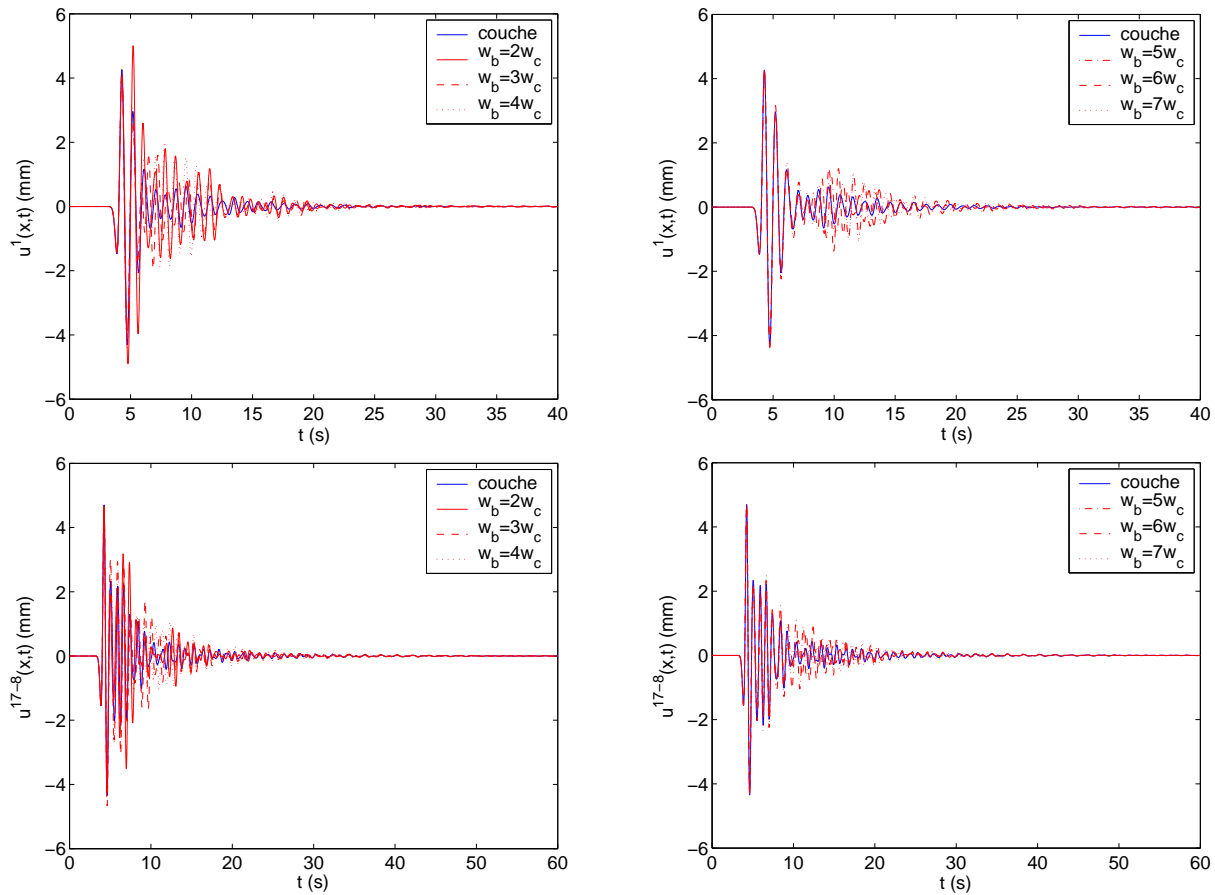 6
4
2
0
−2
−4
−6
u^1(x,t) (mm)
couche
w_b=2w_c
w_b=3w_c
w_b=4w_c
0 5 10 15 20 25 30 35 40
t (s)
6
4
2
0
−2
−4
−6
u^1(x,t) (mm)
couche
w_b=5w_c
w_b=6w_c
w_b=7w_c
0 5 10 15 20 25 30 35 40
t (s)
6
4
2
0
−2
−4
−6
u^17−8(x,t) (mm)
couche
w_b=2w_c
w_b=3w_c
w_b=4w_c
0 10 20 30 40 50 60
t (s)
6
4
2
0
−2
−4
−6
u^17−8(x,t) (mm)
couche
w_b=5w_c
w_b=6w_c
w_b=7w_c
0 10 20 30 40 50 60
t (s)